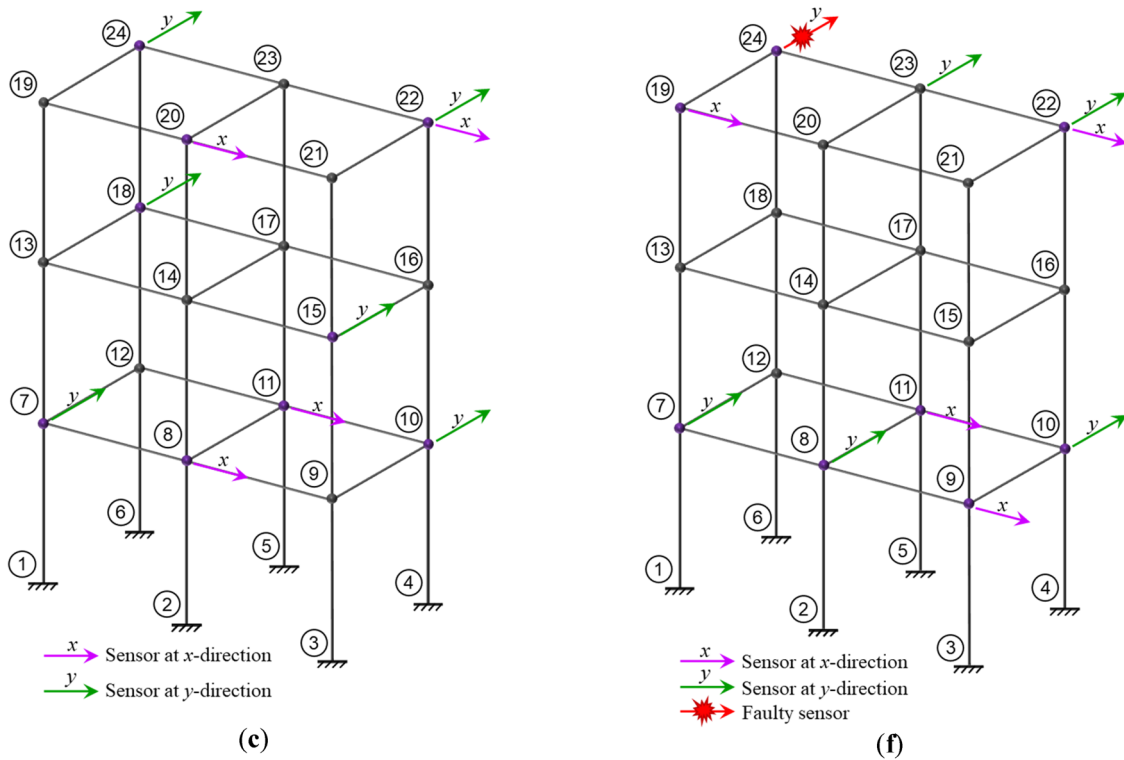 24
y
23
19
22
y
x
20
x
21
18
y
17
13
16
14
15
y
12
11
x
10
y
7
y
8
x
9
6
5
1
4
2
3
x Sensor at x-direction
y Sensor at y-direction
(c)
24
y
23
y
19
x
22
y
x
20
21
18
17
13
16
14
15
12
11
x
10
y
7
y
8
y
9
x
6
5
1
4
2
3
x Sensor at x-direction
y Sensor at y-direction
Faulty sensor
(f)